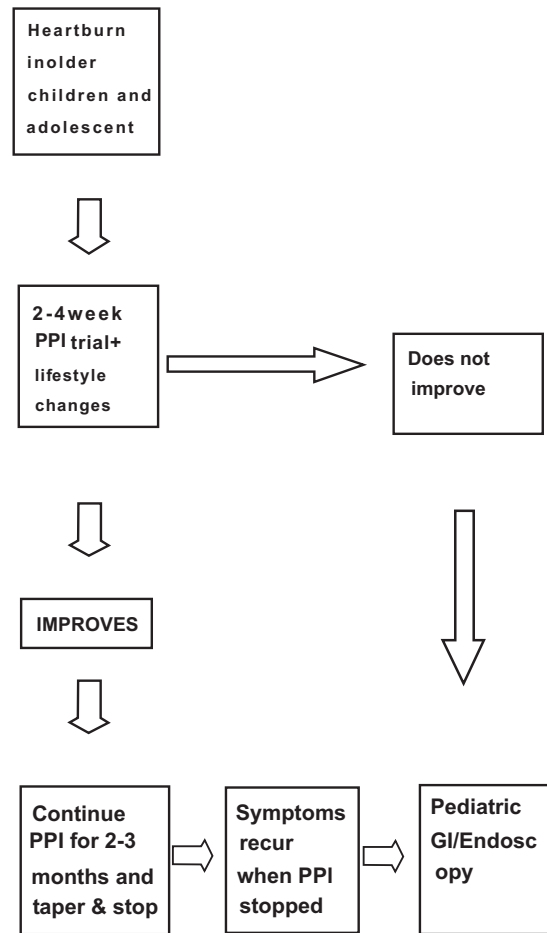 Heartburn
inolder
children and
adolescent
2-4week
PPI trial+
lifestyle
changes
Does not
improve
IMPROVES
Continue
PPI for 2-3
months and
taper & stop
Symptoms
recur
when PPI
stopped
Pediatric
GI/Endosc
opy